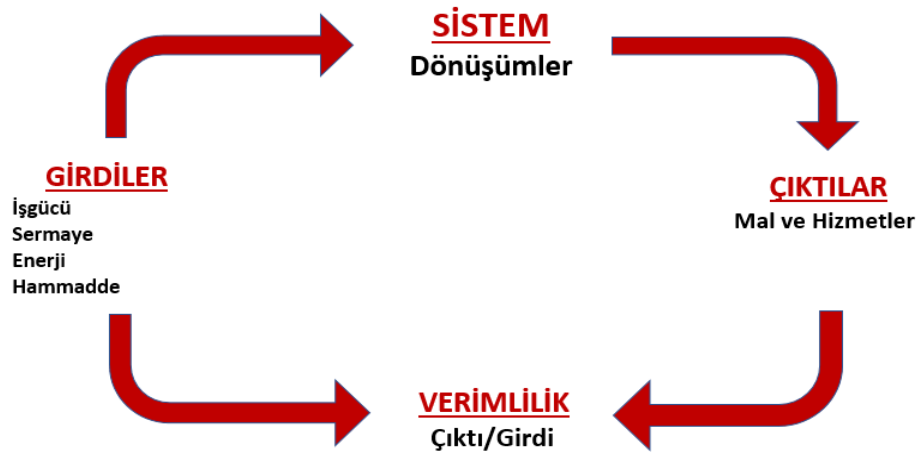 SİSTEM
Dönüşümler
GİRDİLER
İşgücü
Sermaye
Enerji
Hammadde
ÇIKTILAR
Mal ve Hizmetler
VERİMLİLİK
Çıktı/Girdi